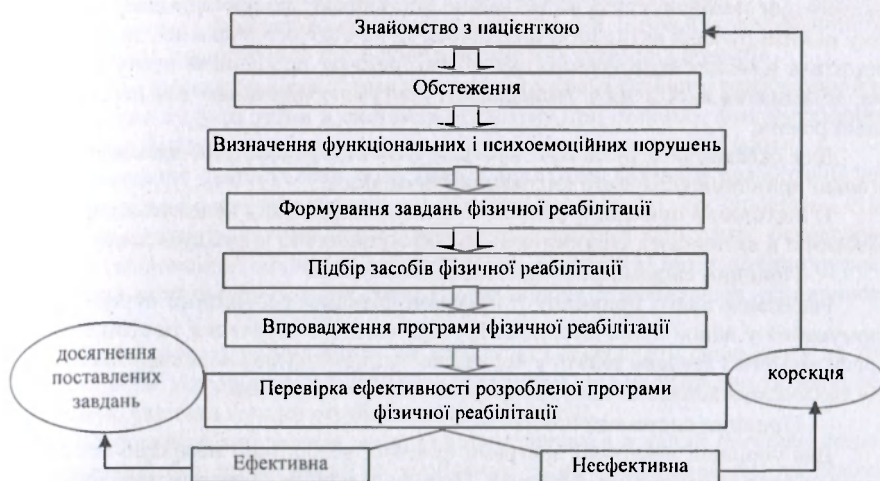 Знайомство з пацієнткою
Обстеження
Визначення функціональних і психоемоційних порушень
Формування завдань фізичної реабілітації
Підбір засобів фізичної реабілітації
Впровадження програми фізичної реабілітації
досягнення
поставлених
завдань
Перевірка ефективності розробленої програми
фізичної реабілітації
корекція
Ефективна
Неефективна